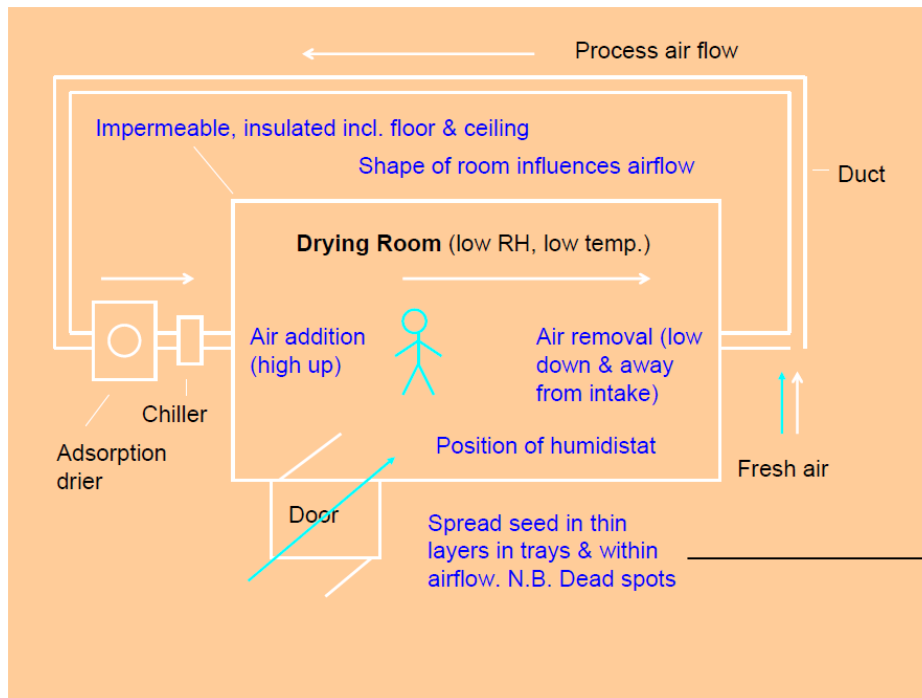 Process air flow
Impermeable, insulated incl. floor & ceiling
Shape of room influences airflow
Duct
Drying Room (low RH, low temp.)
Air addition
(high up)
Air removal (low
down & away
from intake)
Chiller
Adsorption
drier
Position of humidistat
Fresh air
Door
Spread seed in thin
layers in trays & within
airflow. N.B. Dead spots